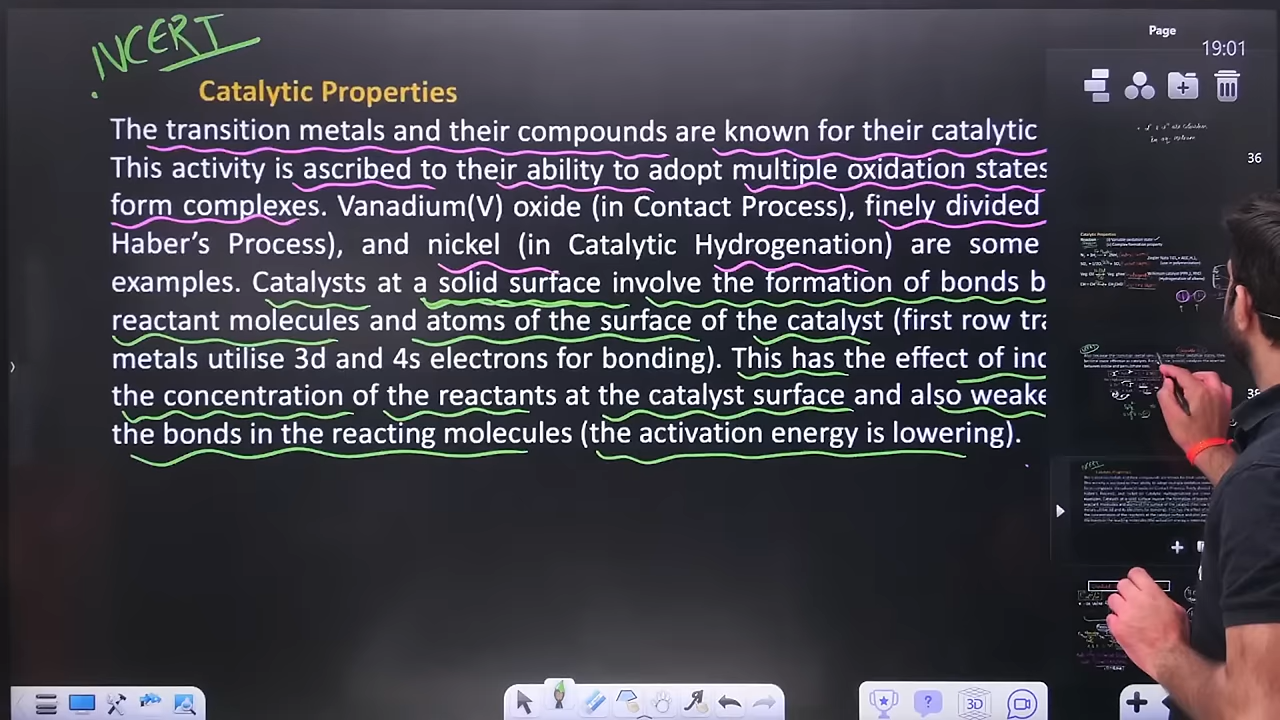 NCERT
Page
19:01
Catalytic Properties
The transition metals and their compounds are known for their catalytic
This activity is ascribed to their ability to adopt multiple oxidation states
form complexes. Vanadium(V) oxide (in Contact Process), finely divided
Haber's Process), and nickel (in Catalytic Hydrogenation) are some
examples. Catalysts at a solid surface involve the formation of bonds b
reactant molecules and atoms of the surface of the catalyst (first row tra
metals utilise 3d and 4s electrons for bonding). This has the effect of inc
the concentration of the reactants at the catalyst surface and also weake
the bonds in the reacting molecules (the activation energy is lowering).
36
Catalytic Properties
36
3D